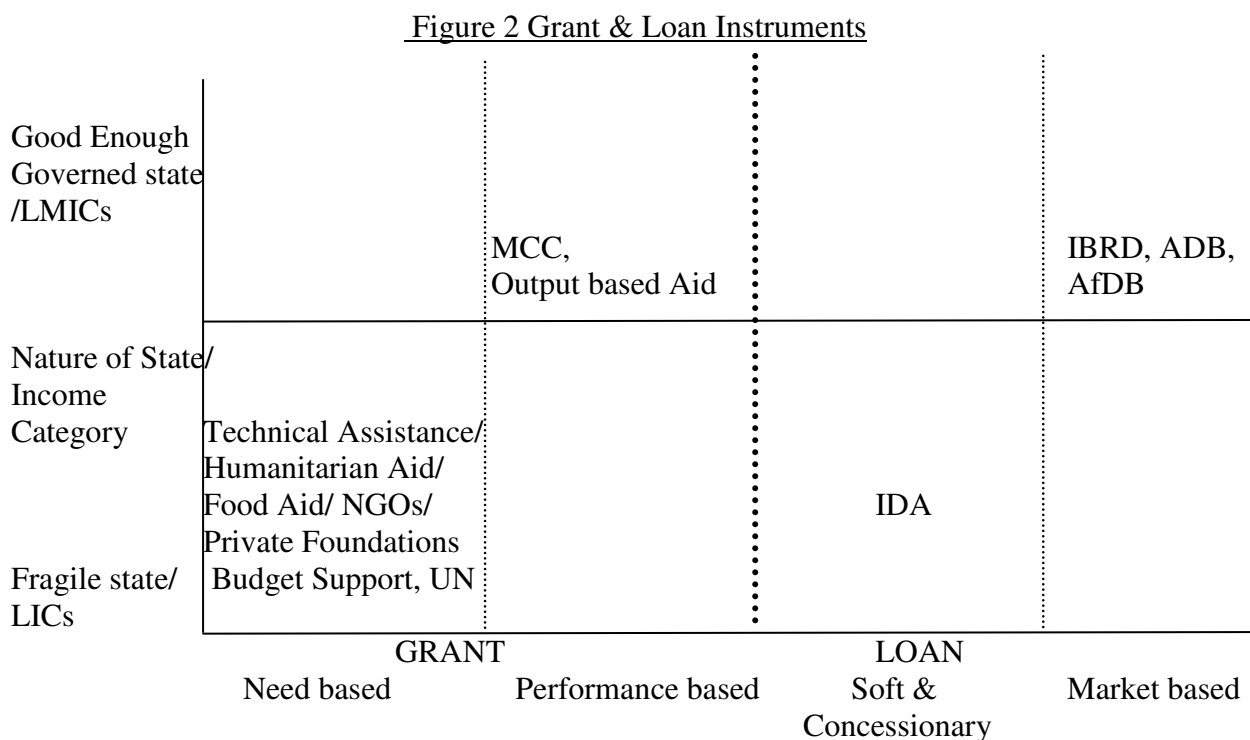 Figure 2 Grant & Loan Instruments
Good Enough
Governed state
/LMICs
MCC,
Output based Aid
IBRD, ADB,
AfDB
Nature of State/
Income
Category
Technical Assistance/
Humanitarian Aid/
Food Aid/ NGOs/
Private Foundations
Budget Support, UN
IDA
Fragile state/
LICs
GRANT
LOAN
Need based
Performance based
Soft &
Concessionary
Market based